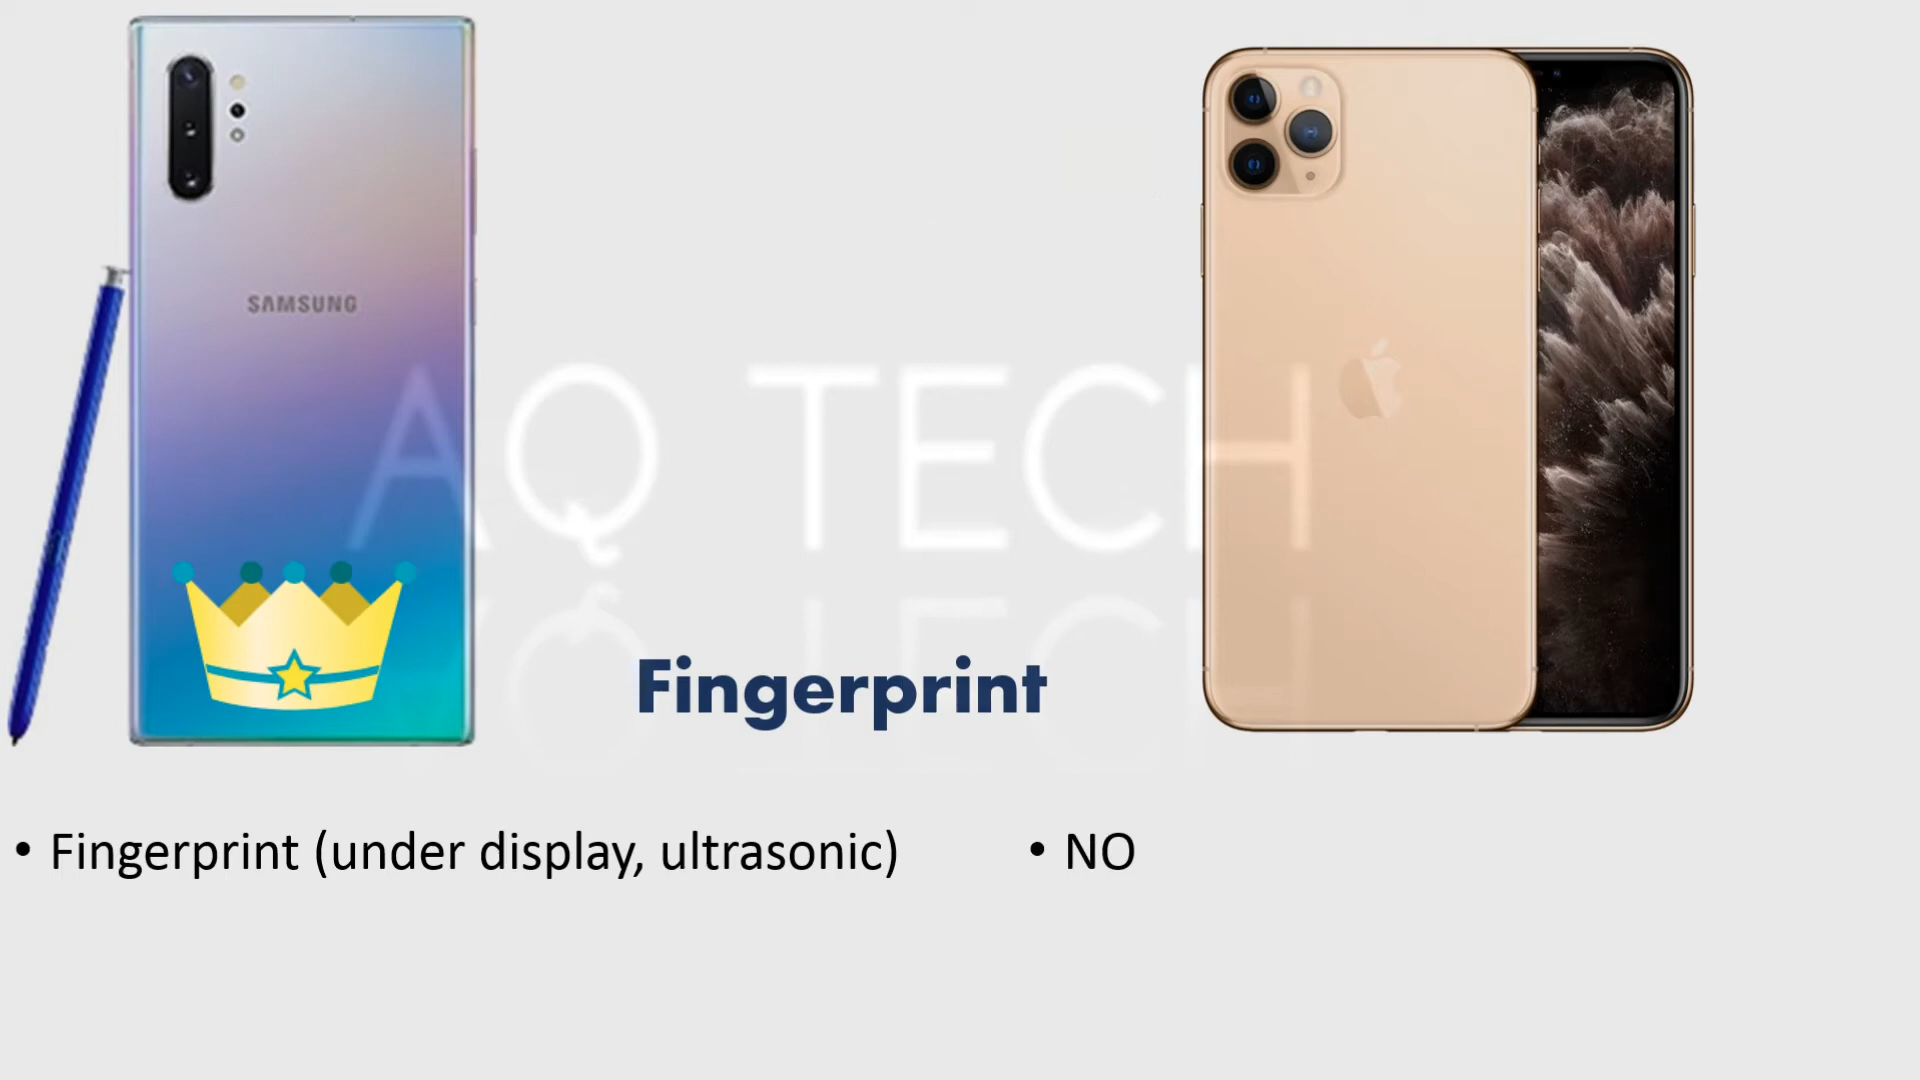 SAMSUNG
AQ TECH
Fingerprint
• Fingerprint (under display, ultrasonic)
• NO